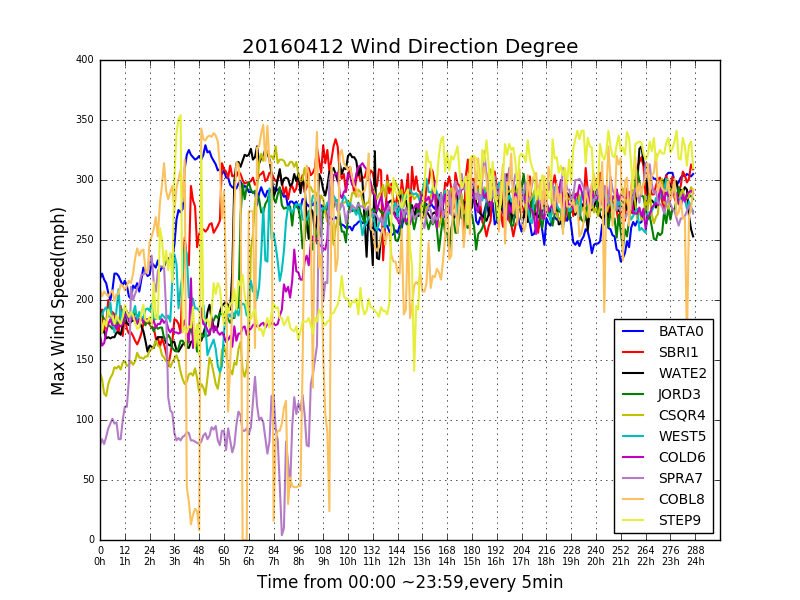 20160412 Wind Direction Degree
Max Wind Speed(mph)
400
350
300
250
200
150
100
50
0
BATA0
SBRI1
WATE2
JORD3
CSQR4
WEST5
COLD6
SPRA7
COBL8
STEP9
0 12 24 36 48 60 72 84 96 108 120 132 144 156 168 180 192 204 216 228 240 252 264 276 288
0h 1h 2h 3h 4h 5h 6h 7h 8h 9h 10h 11h 12h 13h 14h 15h 16h 17h 18h 19h 20h 21h 22h 23h 24h
Time from 00:00 ~23:59,every 5min